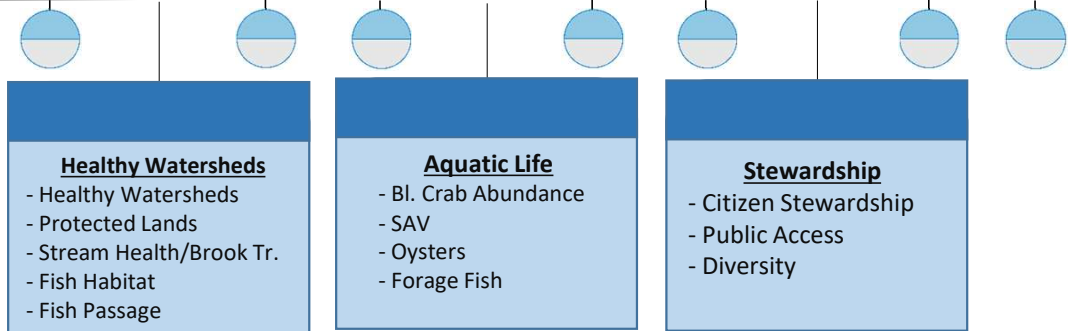 Healthy Watersheds
- Healthy Watersheds
- Protected Lands
- Stream Health/Brook Tr.
- Fish Habitat
- Fish Passage
Aquatic Life
- Bl. Crab Abundance
- SAV
- Oysters
- Forage Fish
Stewardship
- Citizen Stewardship
- Public Access
- Diversity